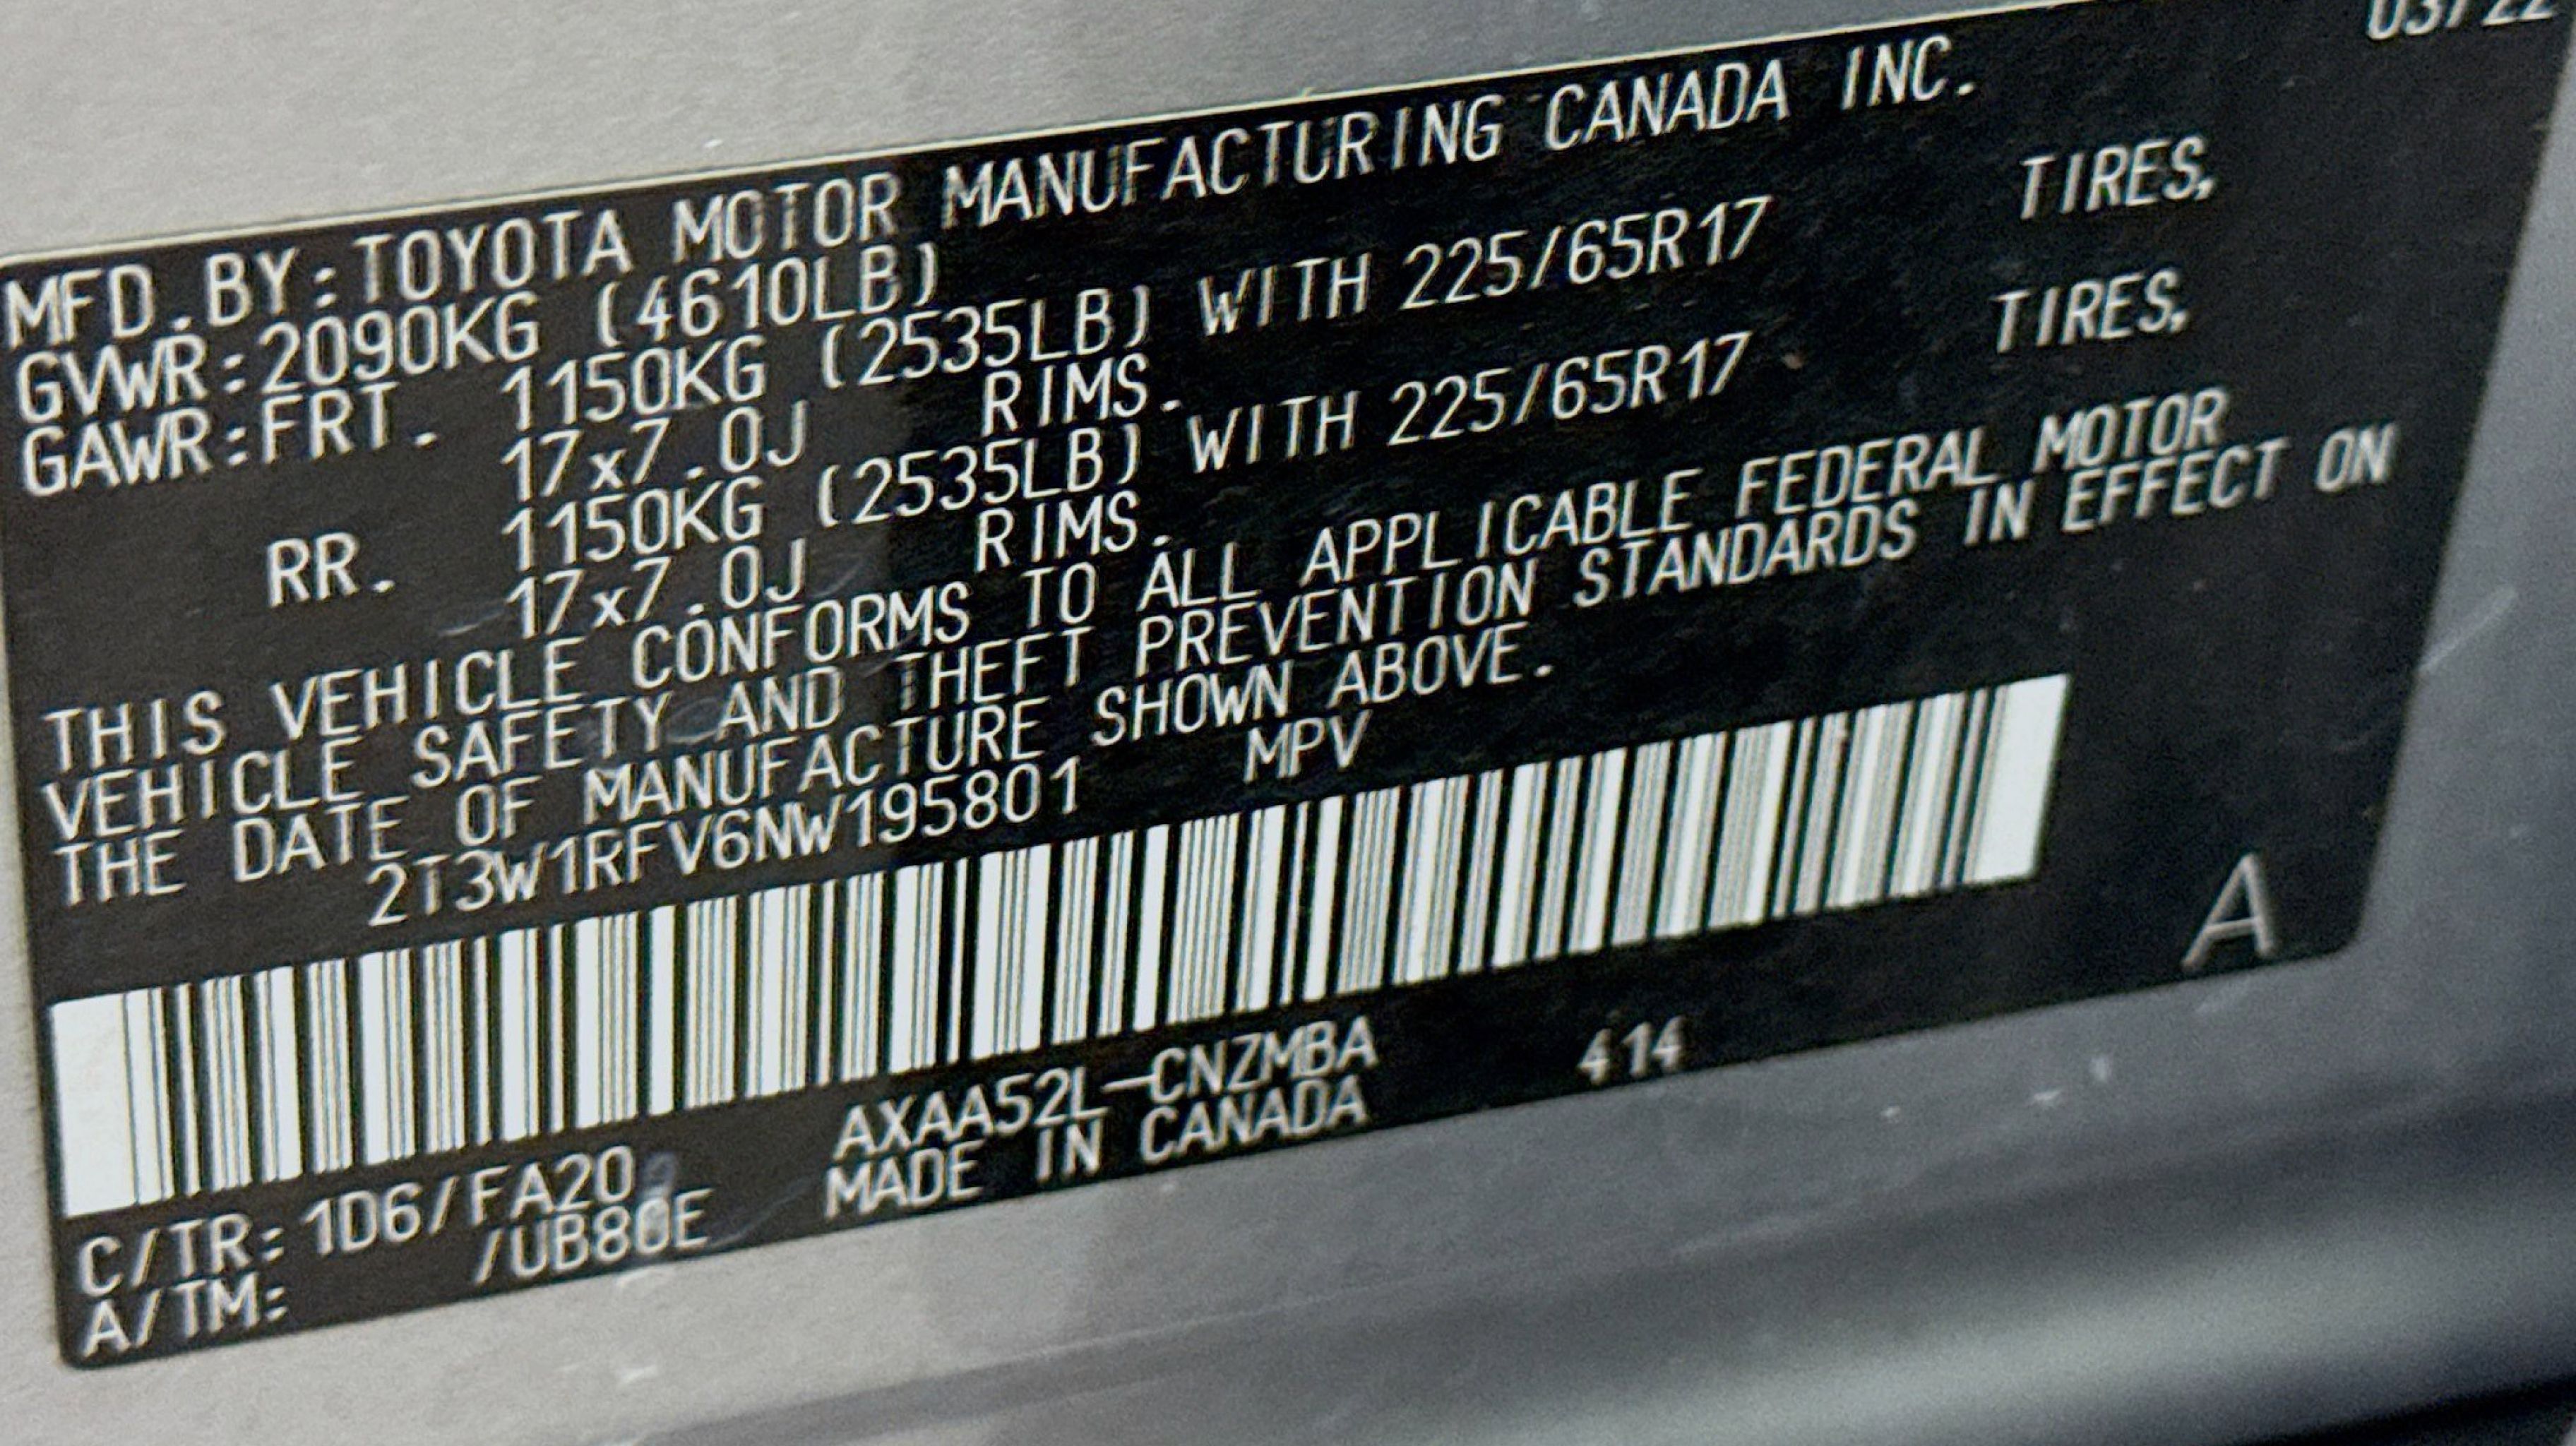 03/22
MFD.BY:TOYOTA MOTOR MANUFACTURING CANADA INC.
GVWR:2090KG (4610LB)
GAWR:FRT. 1150KG (2535LB) WITH 225/65R17 TIRES,
17x7.0J RIMS.
RR. 1150KG (2535LB) WITH 225/65R17 TIRES,
17x7.0J RIMS.
THIS VEHICLE CONFORMS TO ALL APPLICABLE FEDERAL MOTOR
VEHICLE SAFETY AND THEFT PREVENTION STANDARDS IN EFFECT ON
THE DATE OF MANUFACTURE SHOWN ABOVE.
2T3W1RFV6NW195801 MPV
A
C/TR:1D6/FA20 AXAA52L-CNZMBA 414
A/TM: /UB80E MADE IN CANADA